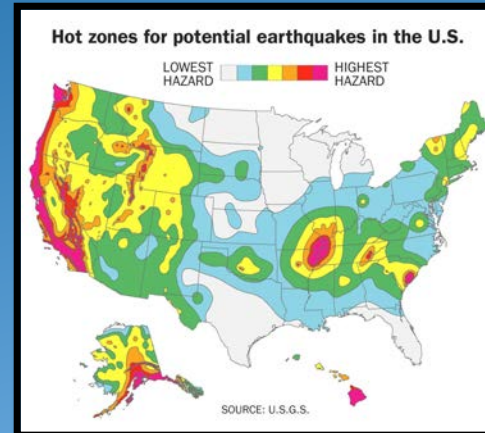 Hot zones for potential earthquakes in the U.S.
LOWEST HAZARD
HIGHEST HAZARD
SOURCE: U.S.G.S.